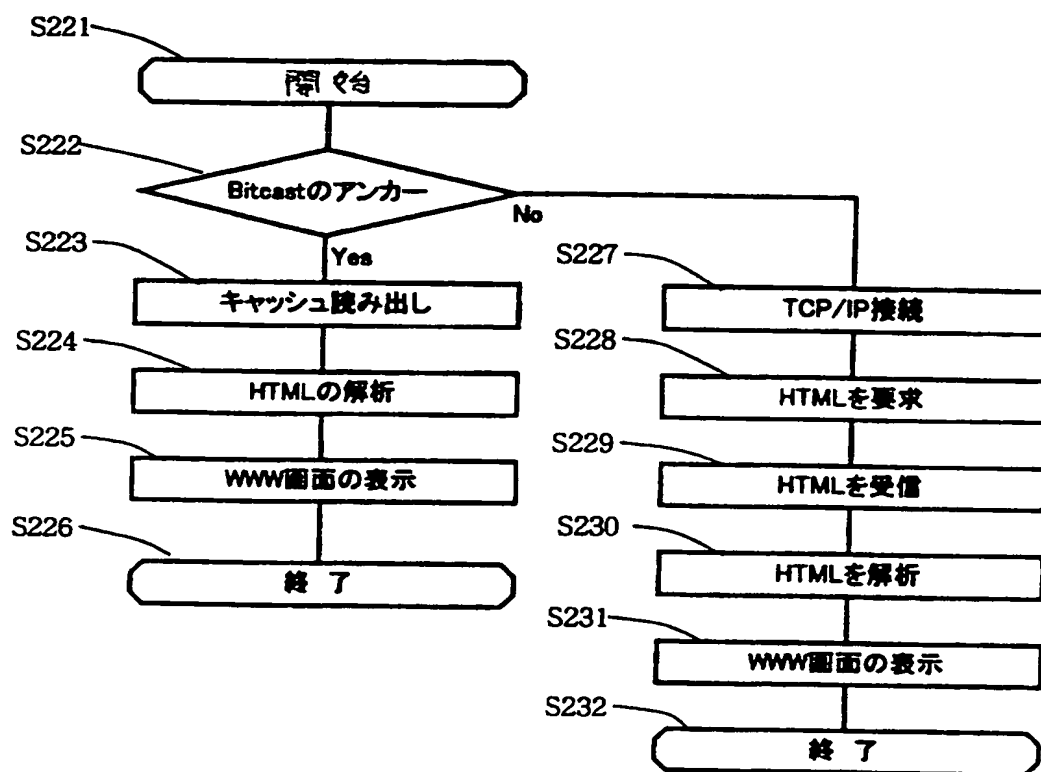 S221
開始
S222
Bitcastのアンカー
No
Yes
S223
キャッシュ読み出し
S224
HTMLの解析
S225
WWW画面の表示
S226
終了
S227
TCP/IP接続
S228
HTMLを要求
S229
HTMLを受信
S230
HTMLを解析
S231
WWW画面の表示
S232
終了